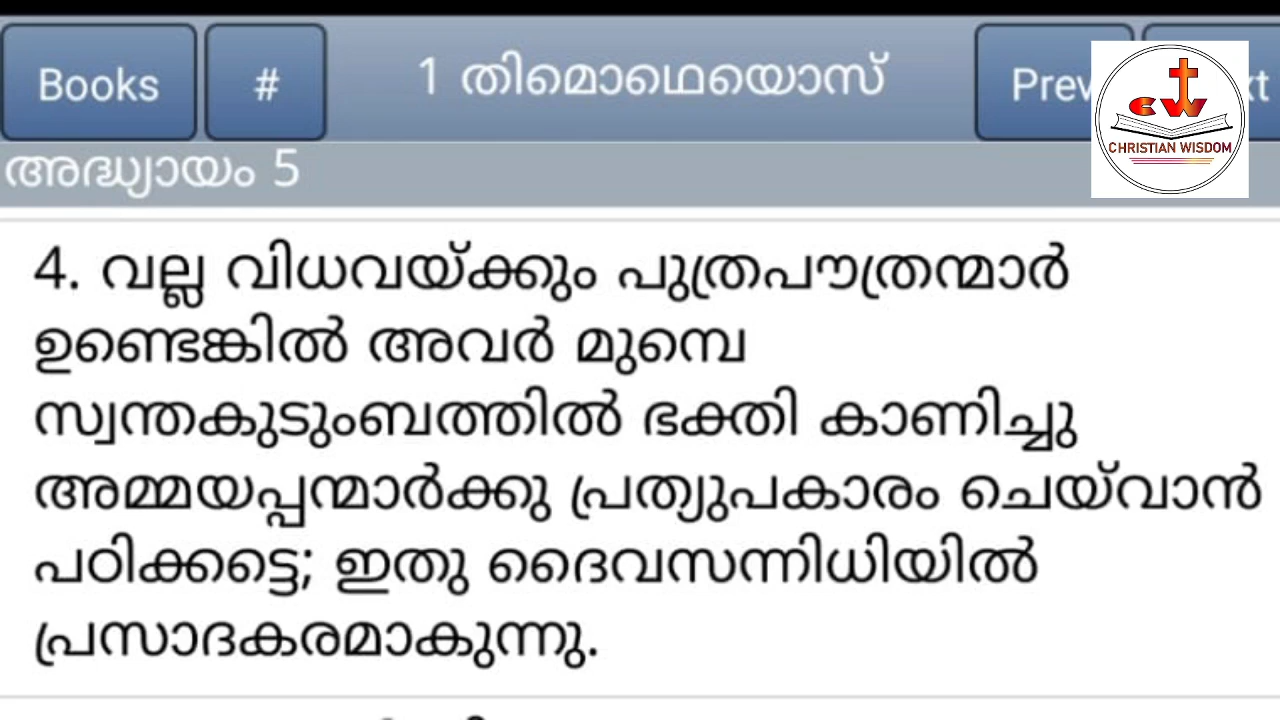 Books # 1 തിമൊഥെയൊസ് Prev
CW
CHRISTIAN WISDOM
അദ്ധ്യായം 5
4. വല്ല വിധവയ്ക്കും പുത്രപൗത്രന്മാർ
ഉണ്ടെങ്കിൽ അവർ മുമ്പെ
സ്വന്തകുടുംബത്തിൽ ഭക്തി കാണിച്ചു
അമ്മയപ്പന്മാർക്കു പ്രത്യുപകാരം ചെയ്‌വാൻ
പഠിക്കട്ടെ; ഇതു ദൈവസന്നിധിയിൽ
പ്രസാദകരമാകുന്നു.